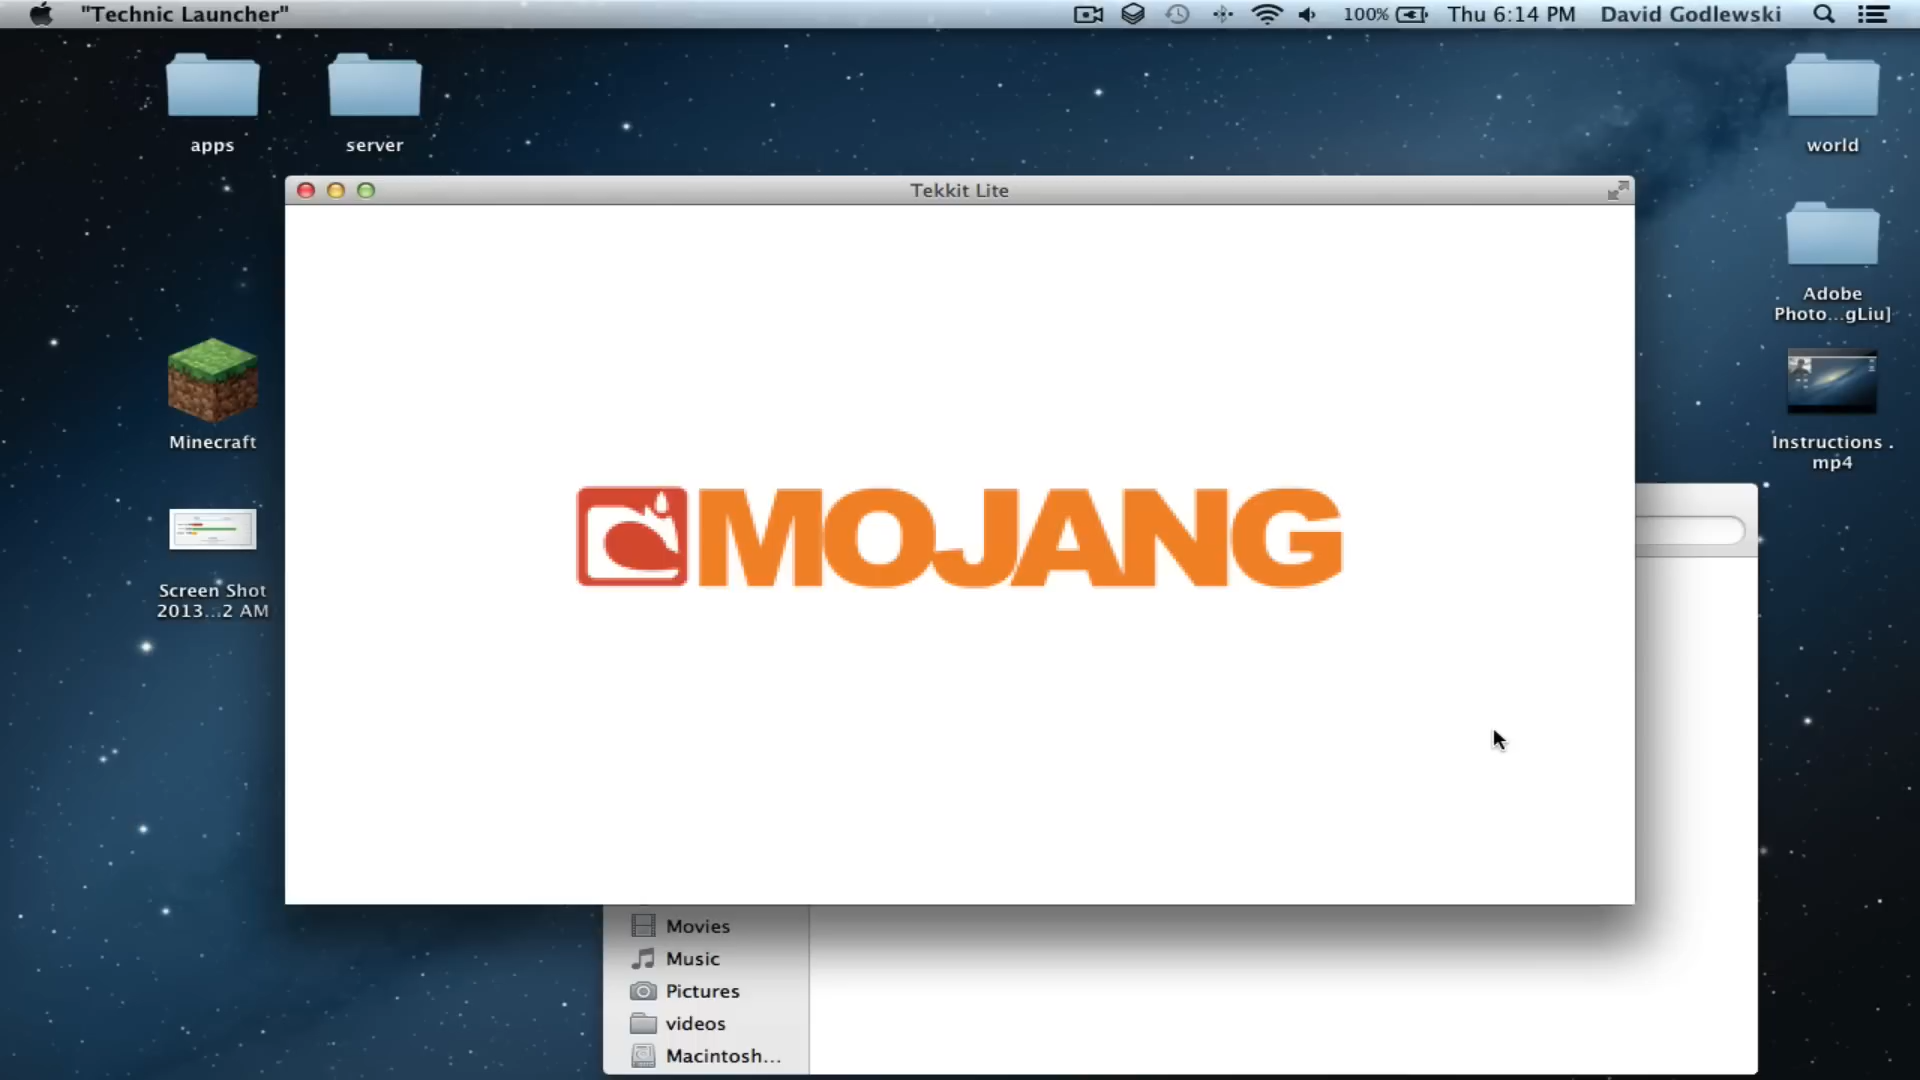 "Technic Launcher"
100%
Thu 6:14 PM
David Godlewski
apps
server
world
Tekkit Lite
Adobe
Photo...gLiu]
MOJANG
Minecraft
Instructions .
mp4
Screen Shot
2013...2 AM
Movies
Music
Pictures
videos
Macintosh...